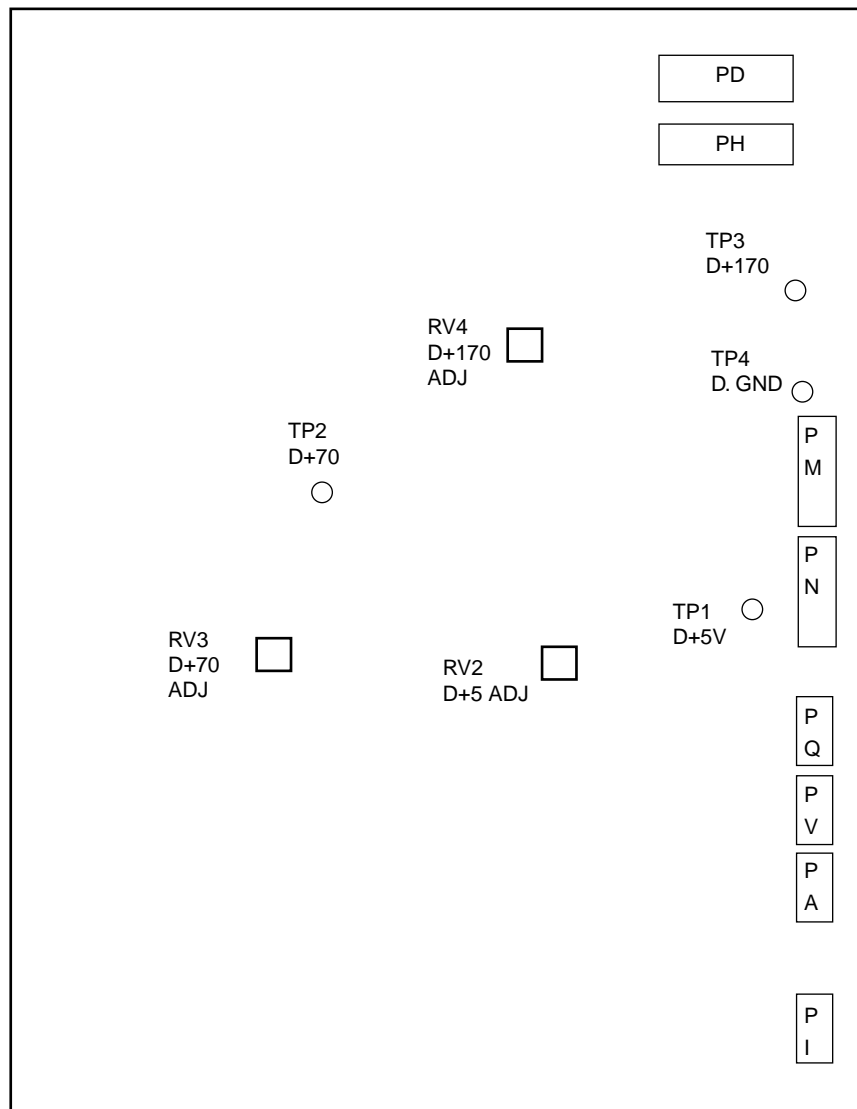 PD
PH
TP3
D+170
RV4
D+170
ADJ
TP4
D. GND
TP2
D+70
P
M
P
N
TP1
D+5V
RV3
D+70
ADJ
RV2
D+5 ADJ
P
Q
P
V
P
A
P
I